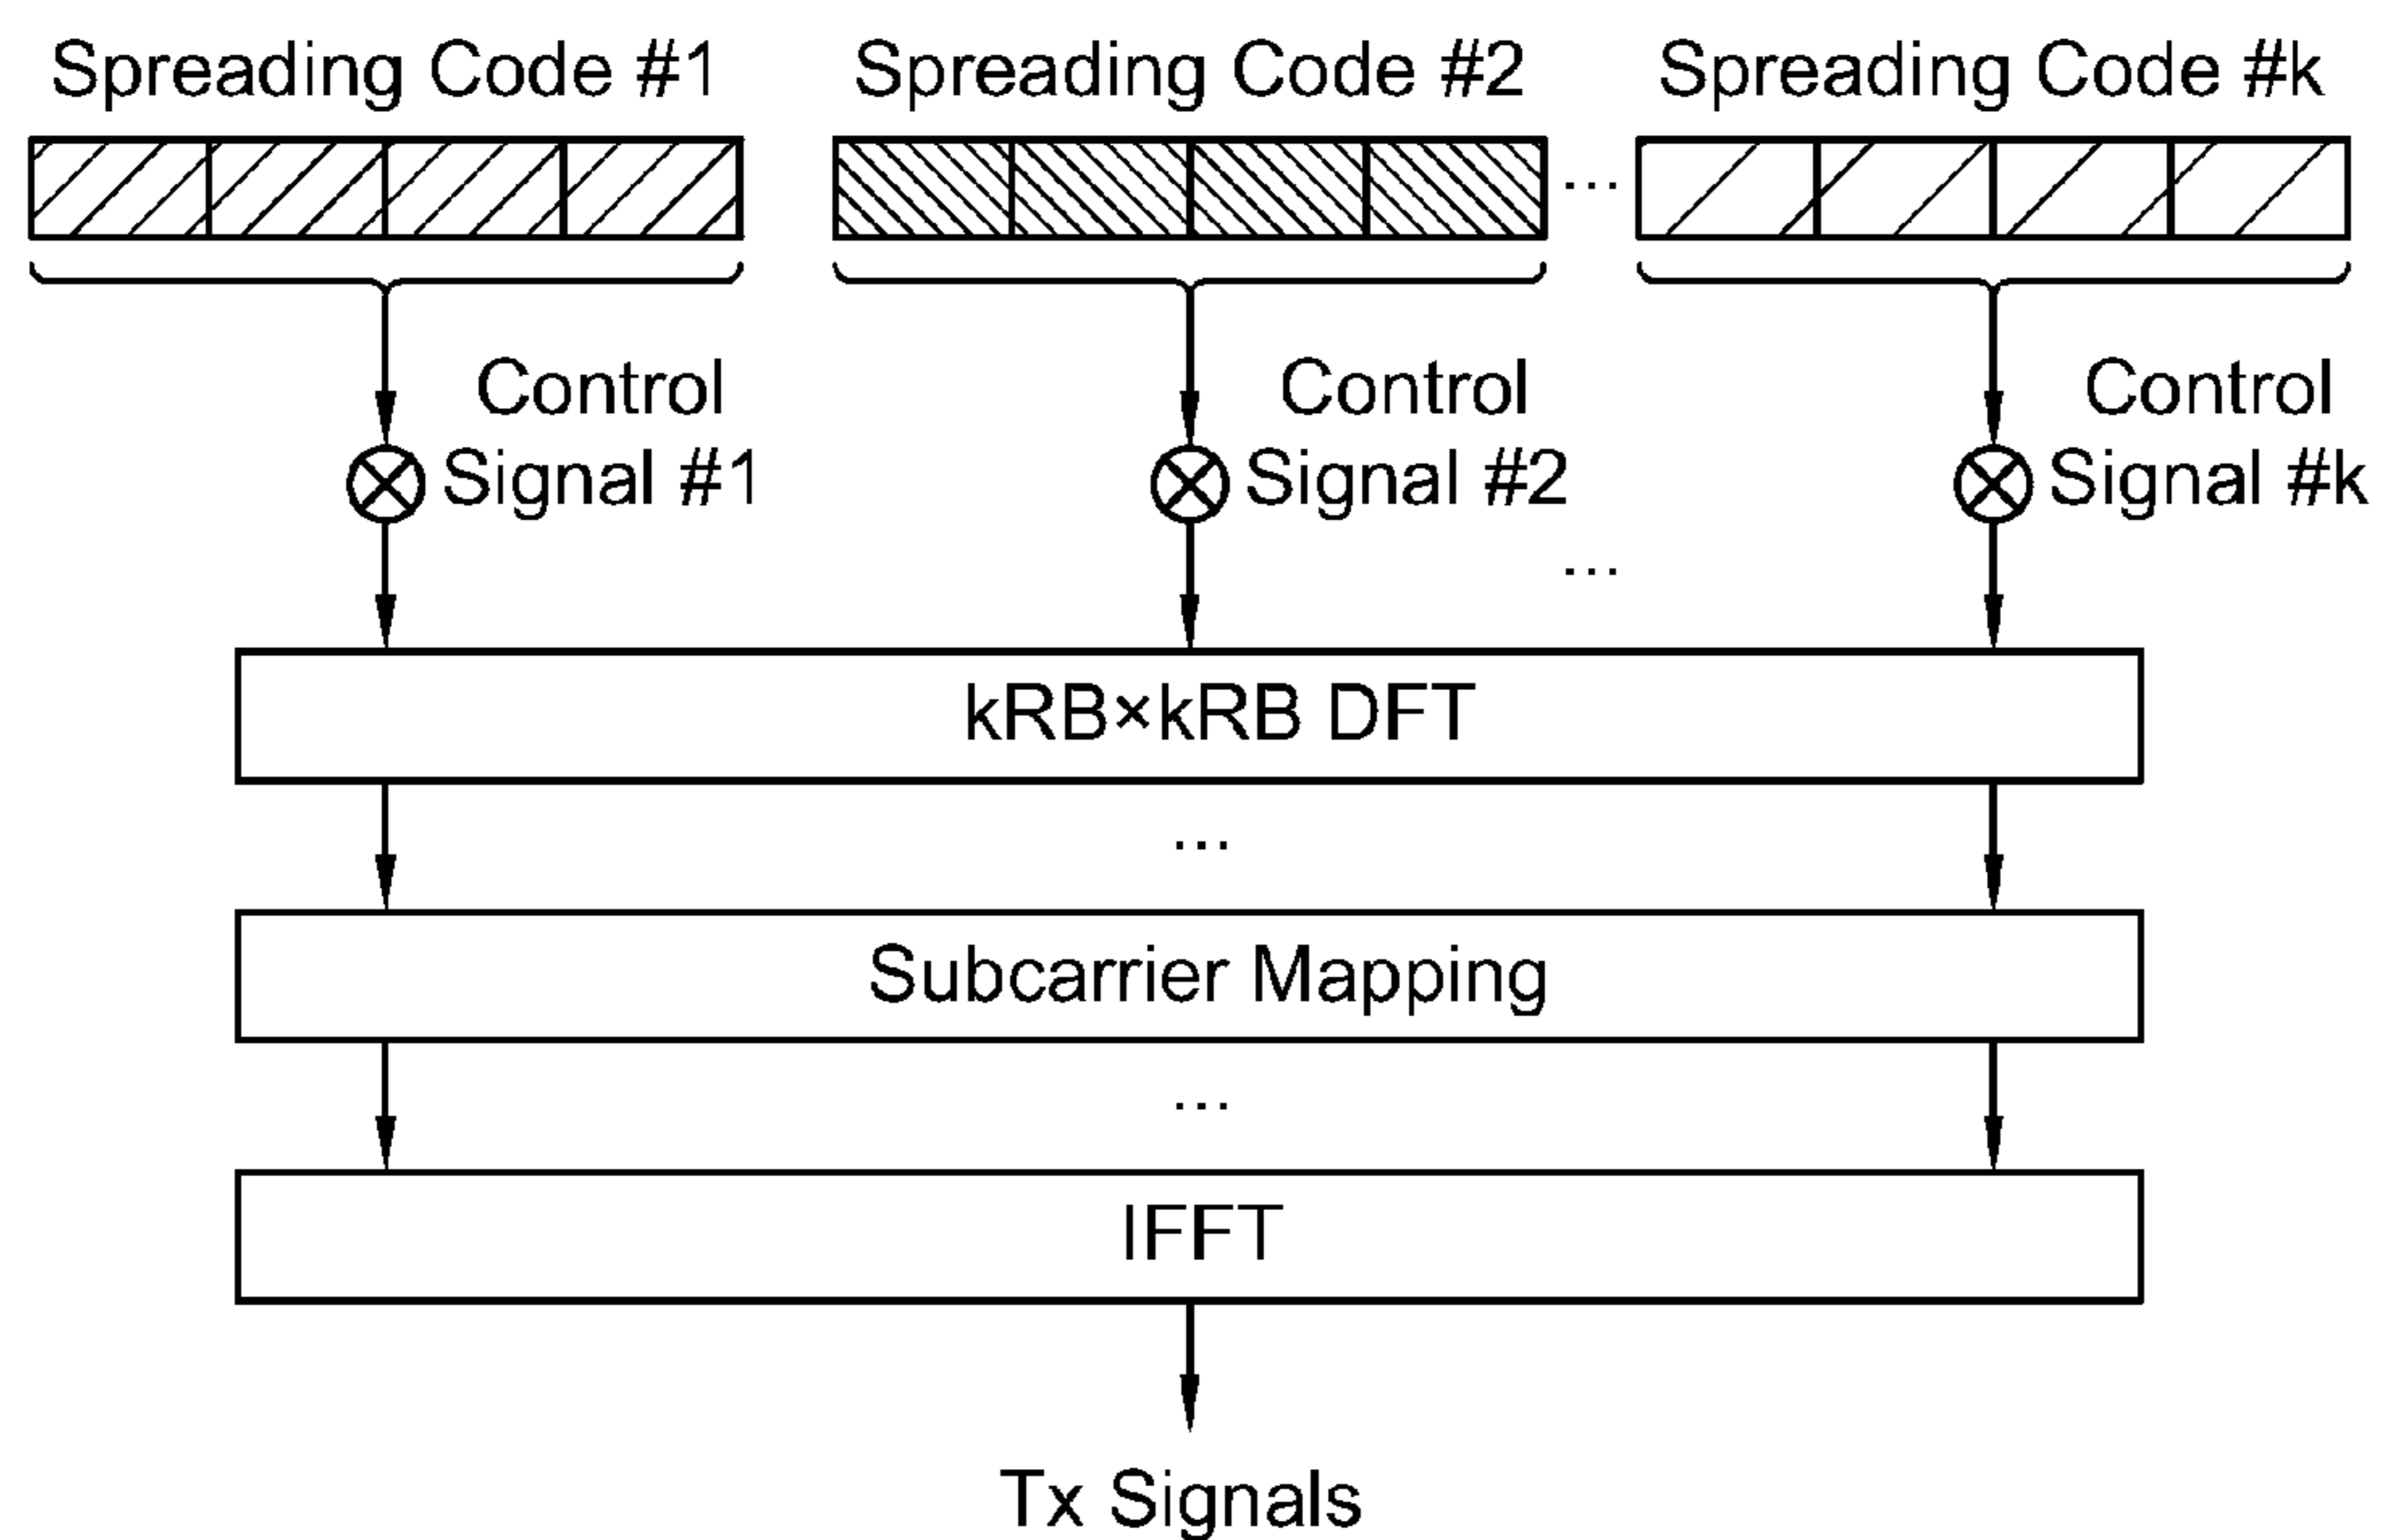 Spreading Code #1 Spreading Code #2 Spreading Code #k
...
Control Control Control
Signal #1 Signal #2 Signal #k
...
kRB×kRB DFT
...
Subcarrier Mapping
...
IFFT
Tx Signals